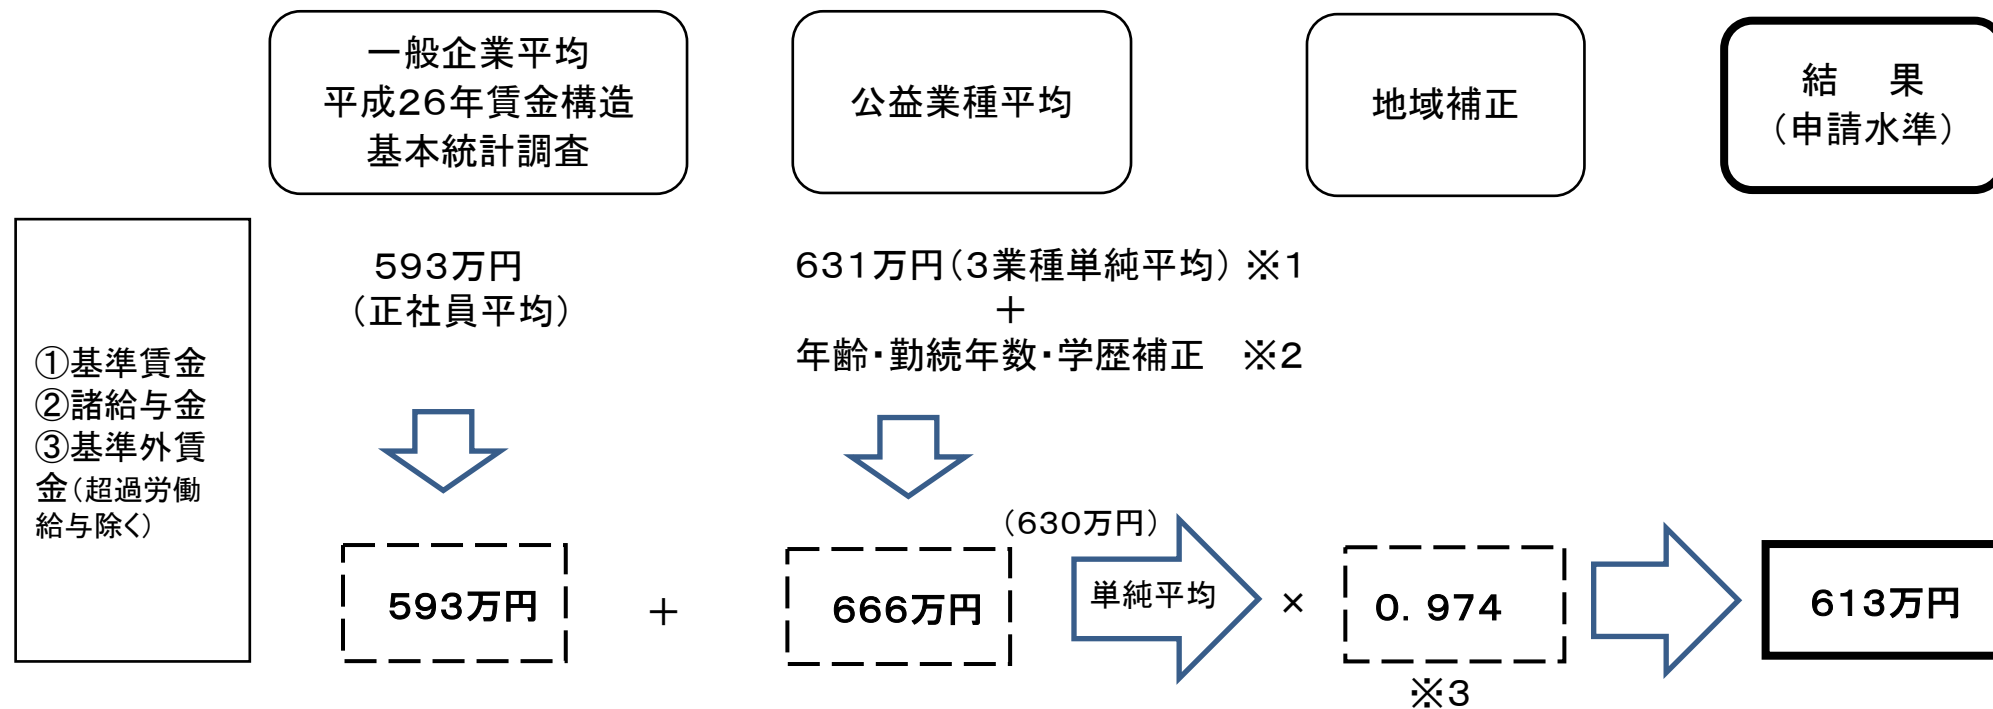 一般企業平均
平成26年賃金構造
基本統計調査
公益業種平均
地域補正
結　果
（申請水準）
①基準賃金
②諸給与金
③基準外賃
金（超過労働
給与除く）
593万円
（正社員平均）
631万円（3業種単純平均）※1
＋
年齢・勤続年数・学歴補正　※2
593万円
＋
666万円
（630万円）
単純平均
×
0.974
※3
613万円